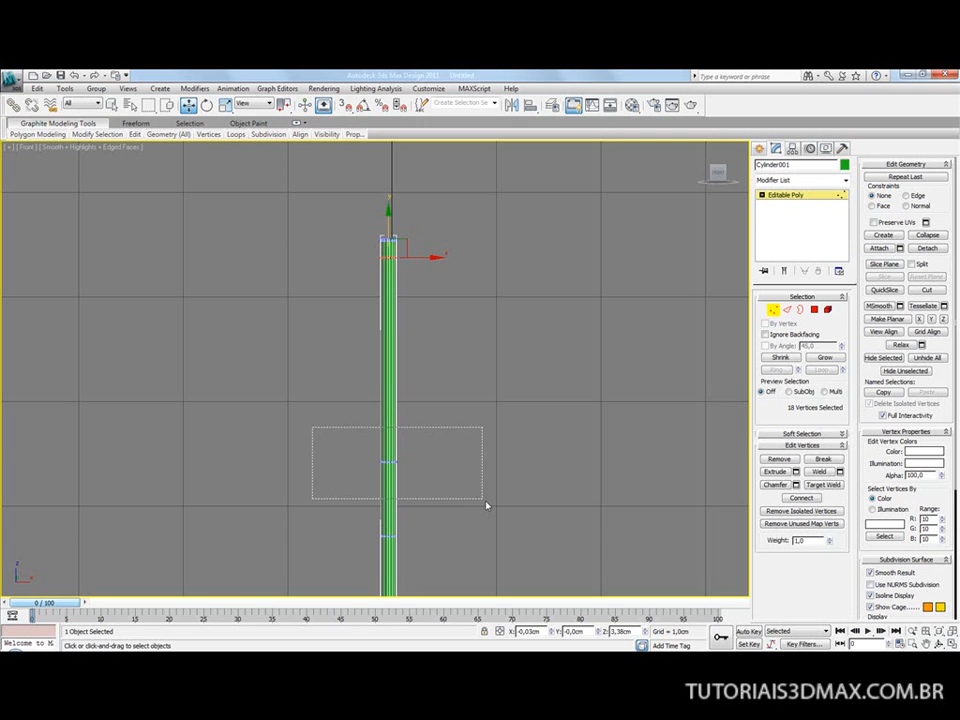 Autodesk 3ds Max Design 2011 Untitled
Type a keyword or phrase
Edit Tools Group Views Create Modifiers Animation Graph Editors Rendering Lighting Analysis Customize MAXScript Help
All View Create Selection Se
Graphite Modeling Tools Freeform Selection Object Paint
Polygon Modeling Modify Selection Edit Geometry (All) Vertices Loops Subdivision Align Visibility Prop...
[ + ] [ Front ] [ Smooth + Highlights + Edged Faces ]
Cylinder001
Modifier List
Editable Poly
Selection
By Vertex
Ignore Backfacing
By Angle: 45,0
Shrink Grow
Ring Loop
Preview Selection
Off SubObj Multi
18 Vertices Selected
Soft Selection
Edit Vertices
Remove Break
Extrude Weld
Chamfer Target Weld
Connect
Remove Isolated Vertices
Remove Unused Map Verts
Weight: 1,0
Edit Geometry
Repeat Last
Constraints
None Edge
Face Normal
Preserve UVs
Create Collapse
Attach Detach
Slice Plane Split
Slice Reset Plane
QuickSlice Cut
MSmooth Tessellate
Make Planar X Y Z
View Align Grid Align
Relax
Hide Selected Unhide All
Hide Unselected
Named Selections:
Copy Paste
Delete Isolated Vertices
Full Interactivity
Vertex Properties
Edit Vertex Colors
Color:
Illumination:
Alpha: 100,0
Select Vertices By
Color
Illumination Range:
R: 10
G: 10
Select B: 10
Subdivision Surface
Smooth Result
Use NURMS Subdivision
Isoline Display
Show Cage......
Display
z
x
0 / 100
5 10 15 20 25 30 35 40 45 50 55 60 65 70 75 80 85 90 95 100
1 Object Selected X: -0,03cm Y: -0,0cm Z: 3,38cm Grid = 1,0cm Auto Key Selected
Welcome to M Click or click-and-drag to select objects Add Time Tag Set Key Key Filters... 0
TUTORIAIS3DMAX.COM.BR